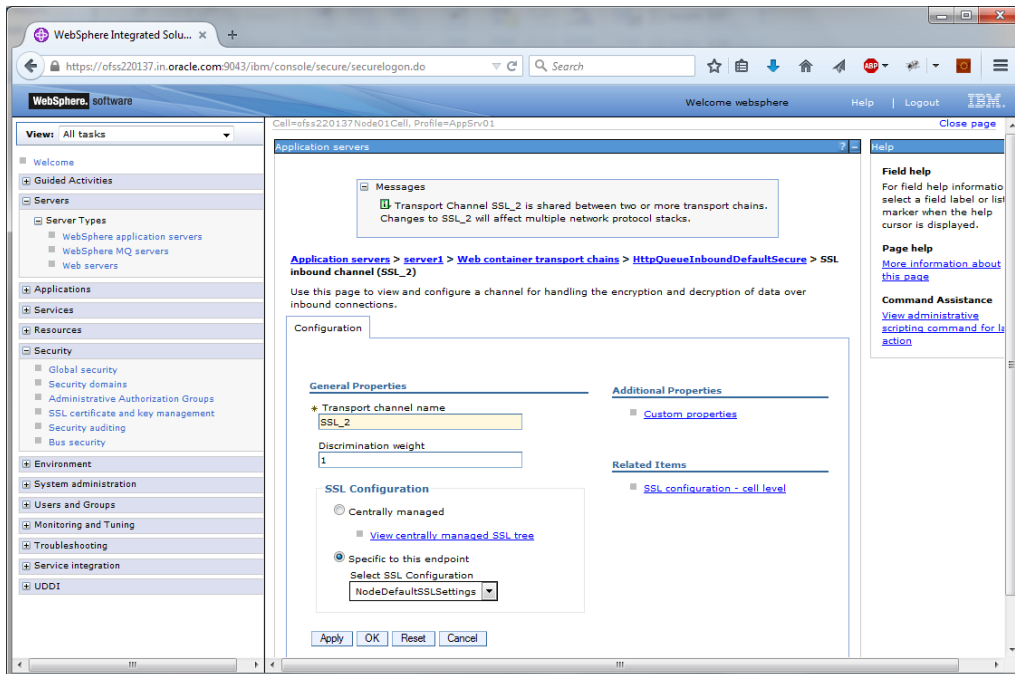 WebSphere Integrated Solu... × +
https://ofss220137.in.oracle.com:9043/ibm/console/secure/securelogon.do
Search
ABP
WebSphere. software
Welcome websphere
Help | Logout
IBM.
View: All tasks
Welcome
Guided Activities
Servers
Server Types
WebSphere application servers
WebSphere MQ servers
Web servers
Applications
Services
Resources
Security
Global security
Security domains
Administrative Authorization Groups
SSL certificate and key management
Security auditing
Bus security
Environment
System administration
Users and Groups
Monitoring and Tuning
Troubleshooting
Service integration
UDDI
Cell=ofss220137Node01Cell, Profile=AppSrv01
Close page
Application servers
? –
Messages
Transport Channel SSL_2 is shared between two or more transport chains.
Changes to SSL_2 will affect multiple network protocol stacks.
Application servers > server1 > Web container transport chains > HttpQueueInboundDefaultSecure > SSL
inbound channel (SSL_2)
Use this page to view and configure a channel for handling the encryption and decryption of data over
inbound connections.
Configuration
General Properties
* Transport channel name
SSL_2
Discrimination weight
1
SSL Configuration
Centrally managed
View centrally managed SSL tree
Specific to this endpoint
Select SSL Configuration
NodeDefaultSSLSettings
Apply OK Reset Cancel
Additional Properties
Custom properties
Related Items
SSL configuration - cell level
Help
Field help
For field help informatio
select a field label or list
marker when the help
cursor is displayed.
Page help
More information about
this page
Command Assistance
View administrative
scripting command for la
action